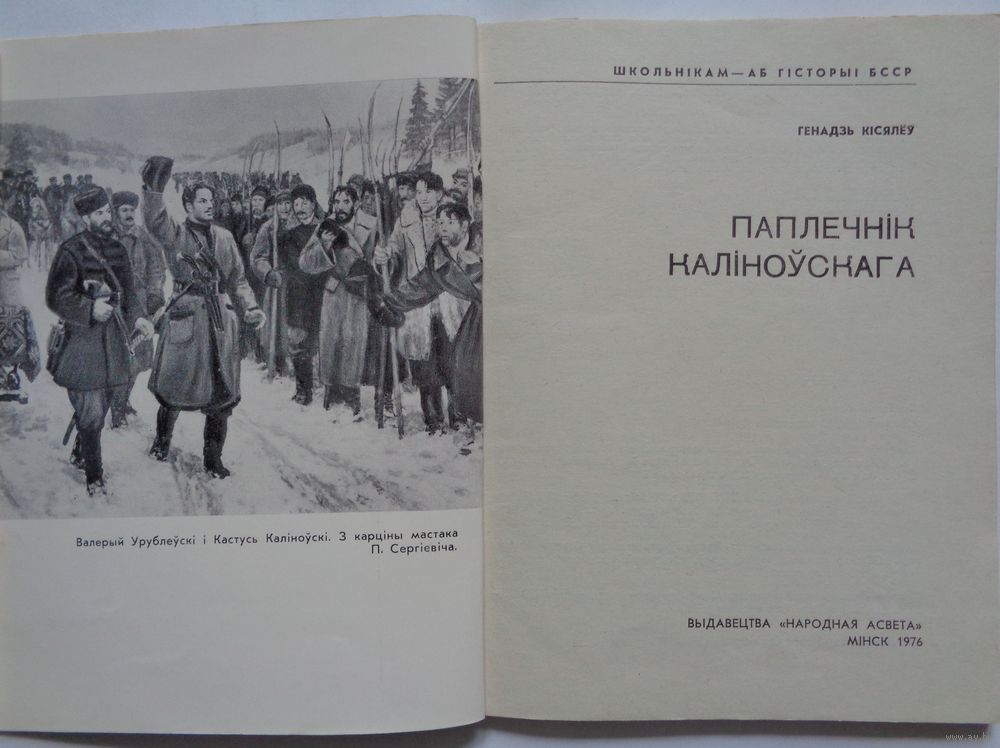 Валерый Урублеўскі і Кастусь Каліноўскі. З карціны мастака
П. Сергіевіча.
ШКОЛЬНІКАМ — АБ ГІСТОРЫІ БССР
ГЕНАДЗЬ КІСЯЛЁЎ
ПАПЛЕЧНІК
КАЛІНОЎСКАГА
ВЫДАВЕЦТВА «НАРОДНАЯ АСВЕТА»
МІНСК 1976